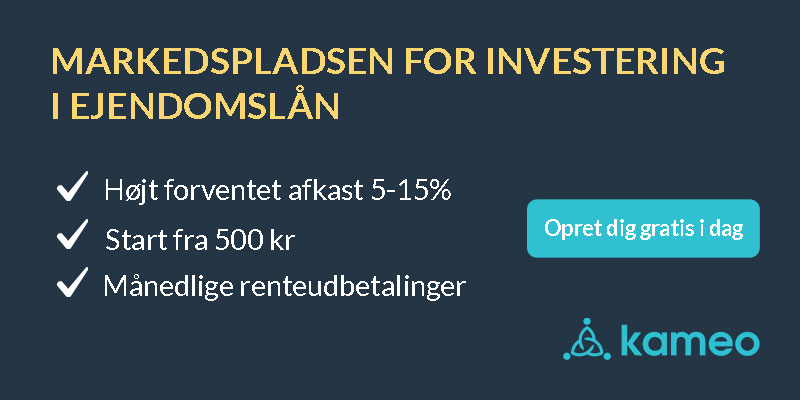 MARKEDSPLADSEN FOR INVESTERING
I EJENDOMSLÅN
Højt forventet afkast 5-15%
Start fra 500 kr
Månedlige renteudbetalinger
Opret dig gratis i dag
kameo